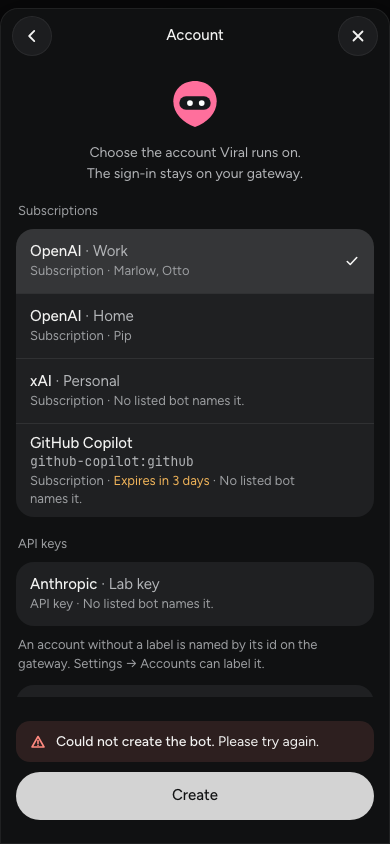 Account
Choose the account Viral runs on.
The sign-in stays on your gateway.
Subscriptions
OpenAI · Work
Subscription · Marlow, Otto
OpenAI · Home
Subscription · Pip
xAI · Personal
Subscription · No listed bot names it.
GitHub Copilot
github-copilot:github
Subscription · Expires in 3 days · No listed bot
names it.
API keys
Anthropic · Lab key
API key · No listed bot names it.
An account without a label is named by its id on the
gateway. Settings → Accounts can label it.
Could not create the bot. Please try again.
Create